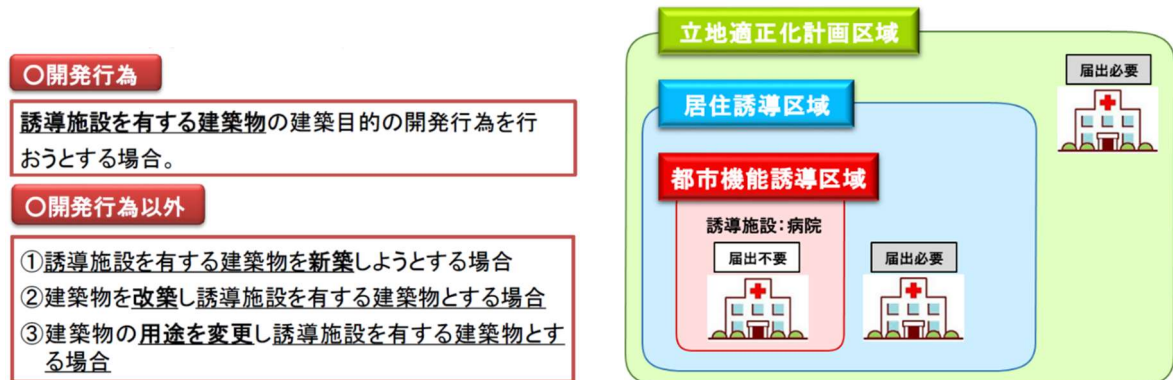 〇開発行為
誘導施設を有する建築物の建築目的の開発行為を行
おうとする場合。
〇開発行為以外
①誘導施設を有する建築物を新築しようとする場合
②建築物を改築し誘導施設を有する建築物とする場合
③建築物の用途を変更し誘導施設を有する建築物とす
る場合
立地適正化計画区域
届出必要
居住誘導区域
都市機能誘導区域
誘導施設：病院
届出不要
届出必要